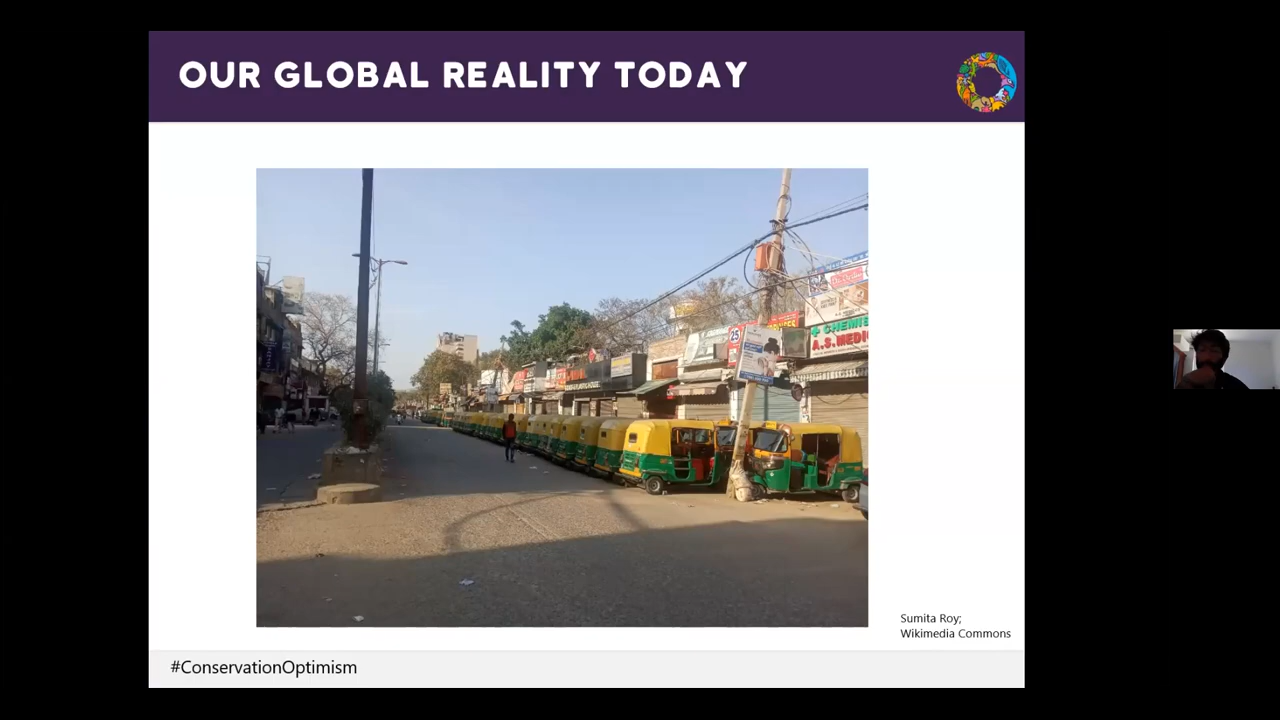 OUR GLOBAL REALITY TODAY
25
CHEMIS
A.S. MEDI
Sumita Roy;
Wikimedia Commons
#ConservationOptimism